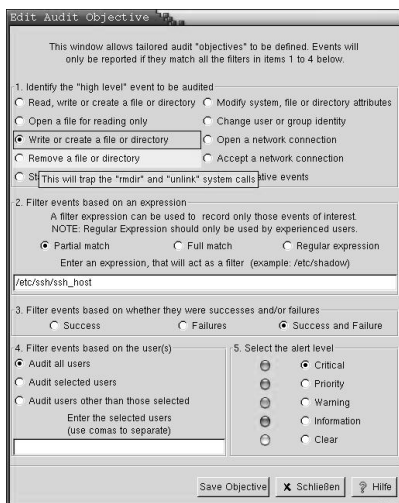 Edit Audit Objective
This window allows tailored audit "objectives" to be defined. Events will
only be reported if they match all the filters in items 1 to 4 below.
1. Identify the "high level" event to be audited
Read, write or create a file or directory
Modify system, file or directory attributes
Open a file for reading only
Change user or group identity
Write or create a file or directory
Open a network connection
Remove a file or directory
Accept a network connection
This will trap the "rmdir" and "unlink" system calls
events
2. Filter events based on an expression
A filter expression can be used to record only those events of interest.
NOTE: Regular Expression should only be used by experienced users.
Partial match
Full match
Regular expression
Enter an expression, that will act as a filter (example: /etc/shadow)
/etc/ssh/ssh_host
3. Filter events based on whether they were successes and/or failures
Success
Failures
Success and Failure
4. Filter events based on the user(s)
Audit all users
Audit selected users
Audit users other than those selected
Enter the selected users
(use comas to separate)
5. Select the alert level
Critical
Priority
Warning
Information
Clear
Save Objective
Schließen
Hilfe